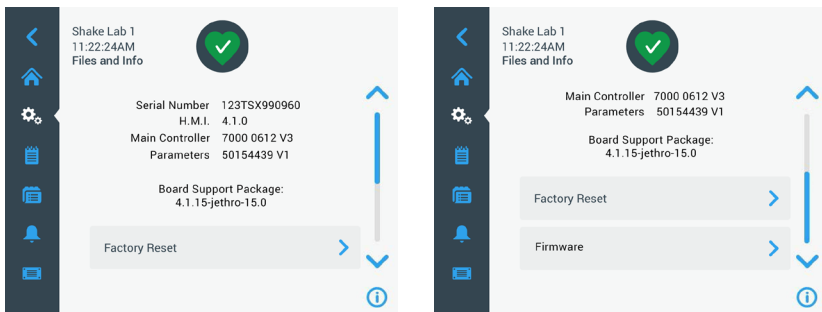 Shake Lab 1
11:22:24AM
Files and Info
Serial Number 123TSX990960
H.M.I. 4.1.0
Main Controller 7000 0612 V3
Parameters 50154439 V1
Board Support Package:
4.1.15-jethro-15.0
Factory Reset
Shake Lab 1
11:22:24AM
Files and Info
Main Controller 7000 0612 V3
Parameters 50154439 V1
Board Support Package:
4.1.15-jethro-15.0
Factory Reset
Firmware